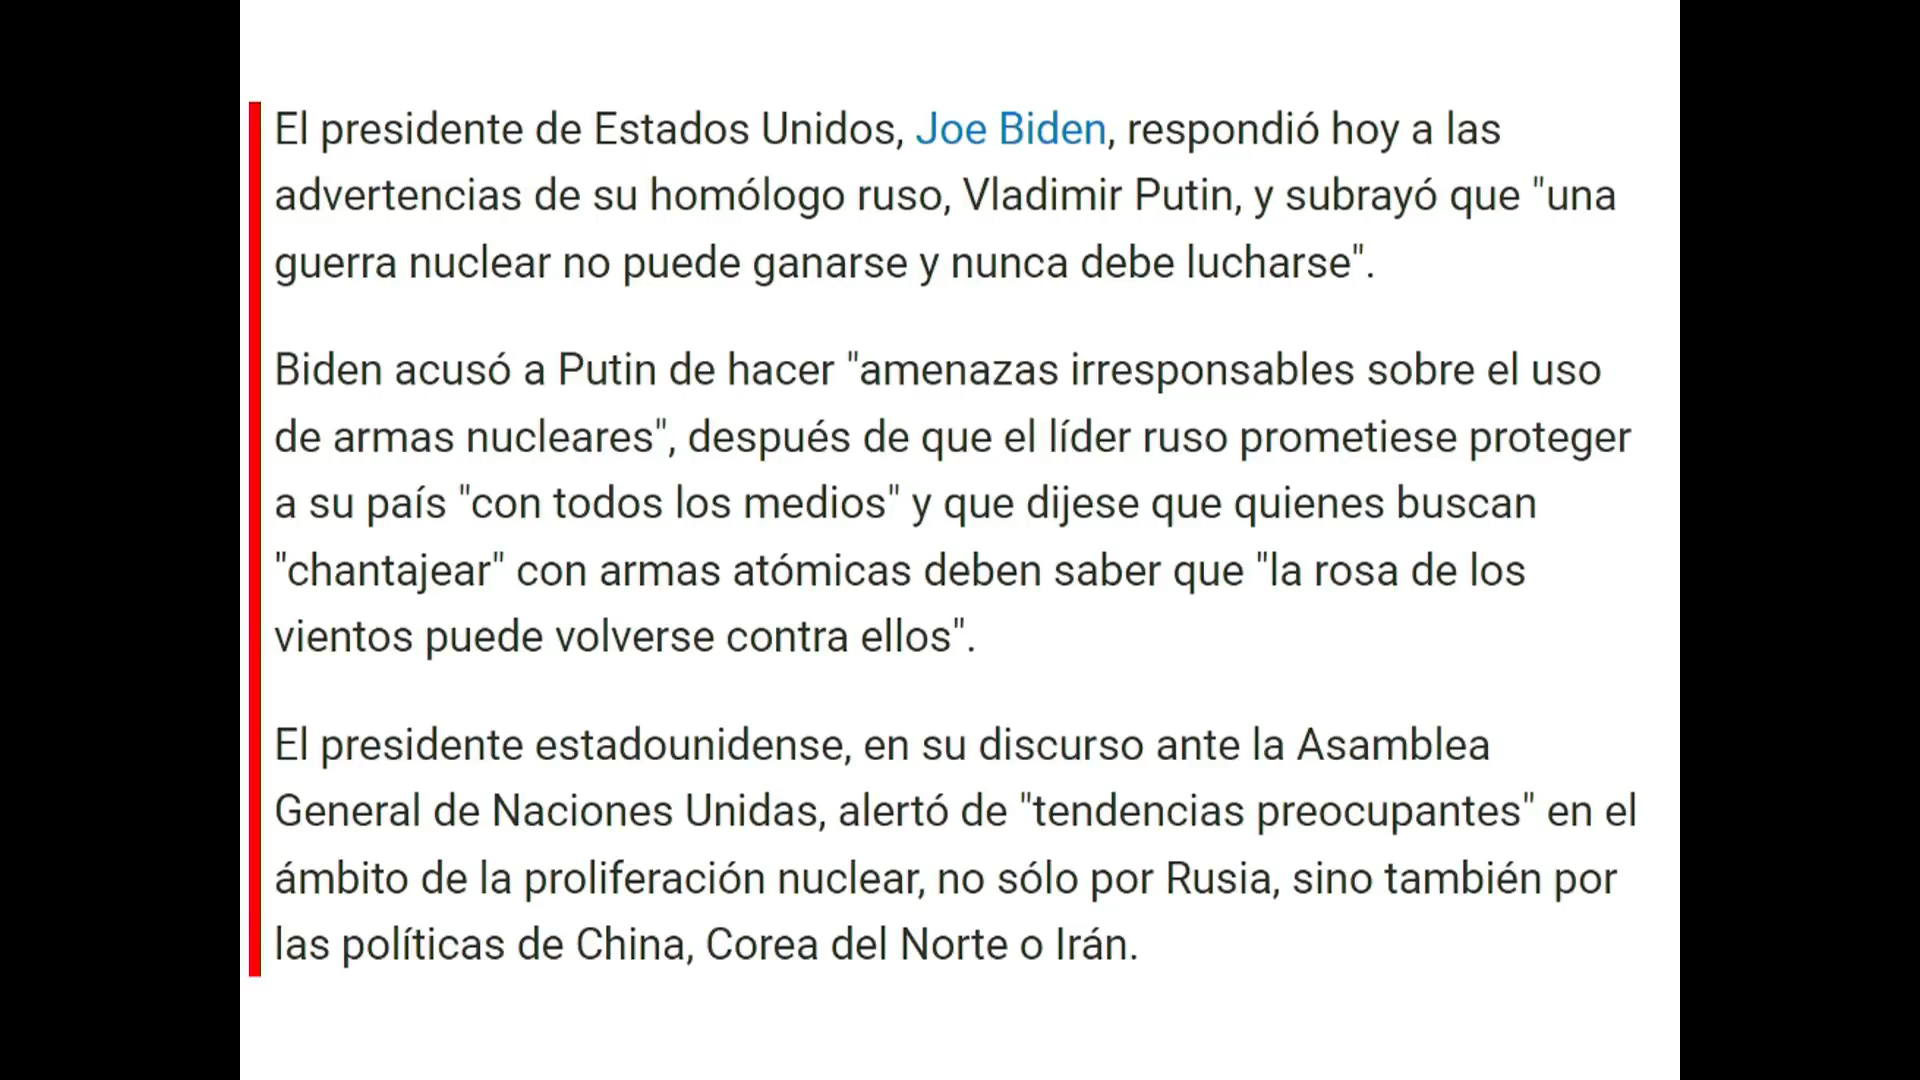 El presidente de Estados Unidos, Joe Biden, respondió hoy a las
advertencias de su homólogo ruso, Vladimir Putin, y subrayó que "una
guerra nuclear no puede ganarse y nunca debe lucharse".
Biden acusó a Putin de hacer "amenazas irresponsables sobre el uso
de armas nucleares", después de que el líder ruso prometiese proteger
a su país "con todos los medios" y que dijese que quienes buscan
"chantajear" con armas atómicas deben saber que "la rosa de los
vientos puede volverse contra ellos".
El presidente estadounidense, en su discurso ante la Asamblea
General de Naciones Unidas, alertó de "tendencias preocupantes" en el
ámbito de la proliferación nuclear, no sólo por Rusia, sino también por
las políticas de China, Corea del Norte o Irán.